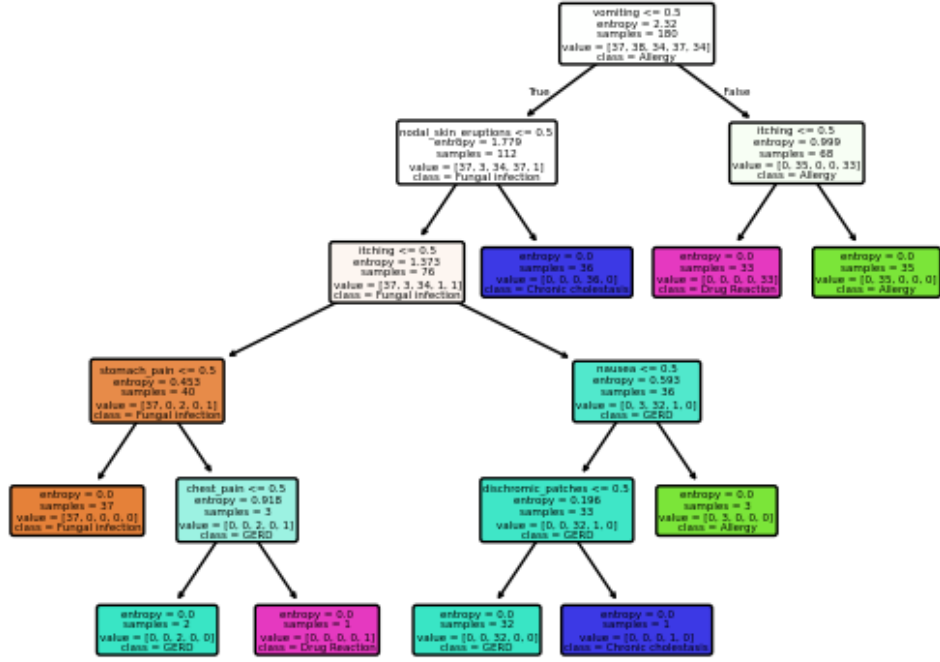 vomiting <= 0.5
entropy = 2.32
samples = 180
value = [37, 38, 34, 37, 34]
class = Allergy
True
False
nodal_skin_eruptions <= 0.5
entropy = 1.779
samples = 112
value = [37, 3, 34, 37, 1]
class = Fungal infection
itching <= 0.5
entropy = 0.999
samples = 68
value = [0, 35, 0, 0, 33]
class = Allergy
itching <= 0.5
entropy = 1.373
samples = 76
value = [37, 3, 34, 1, 1]
class = Fungal infection
entropy = 0.0
samples = 36
value = [0, 0, 0, 36, 0]
class = Chronic cholestasis
entropy = 0.0
samples = 33
value = [0, 0, 0, 0, 33]
class = Drug Reaction
entropy = 0.0
samples = 35
value = [0, 35, 0, 0, 0]
class = Allergy
stomach_pain <= 0.5
entropy = 0.453
samples = 40
value = [37, 0, 2, 0, 1]
class = Fungal infection
nausea <= 0.5
entropy = 0.593
samples = 36
value = [0, 3, 32, 1, 0]
class = GERD
entropy = 0.0
samples = 37
value = [37, 0, 0, 0, 0]
class = Fungal infection
chest_pain <= 0.5
entropy = 0.918
samples = 3
value = [0, 0, 2, 0, 1]
class = GERD
dischromic_patches <= 0.5
entropy = 0.196
samples = 33
value = [0, 0, 32, 1, 0]
class = GERD
entropy = 0.0
samples = 3
value = [0, 3, 0, 0, 0]
class = Allergy
entropy = 0.0
samples = 2
value = [0, 0, 2, 0, 0]
class = GERD
entropy = 0.0
samples = 1
value = [0, 0, 0, 0, 1]
class = Drug Reaction
entropy = 0.0
samples = 32
value = [0, 0, 32, 0, 0]
class = GERD
entropy = 0.0
samples = 1
value = [0, 0, 0, 1, 0]
class = Chronic cholestasis